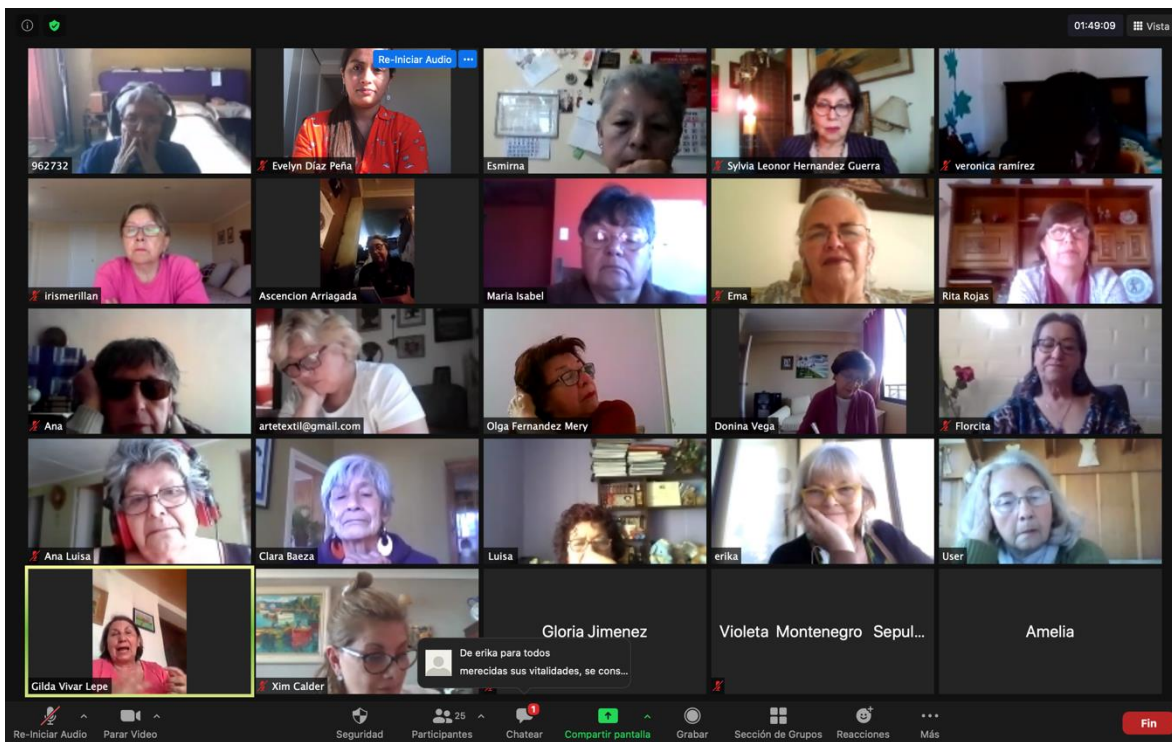 01:49:09
Vista
Re-Iniciar Audio
962732
Evelyn Díaz Peña
Esmirna
Sylvia Leonor Hernandez Guerra
veronica ramírez
irismerillan
Ascencion Arriagada
Maria Isabel
Ema
Rita Rojas
Ana
artetextil@gmail.com
Olga Fernandez Mery
Donina Vega
Florcita
Ana Luisa
Clara Baeza
Luisa
erika
User
Gilda Vivar Lepe
Xim Calder
Gloria Jimenez
Violeta Montenegro Sepul...
Amelia
De erika para todos
merecidas sus vitalidades, se cons...
Re-Iniciar Audio
Parar Video
Seguridad
25
Participantes
1
Chatear
Compartir pantalla
Grabar
Sección de Grupos
Reacciones
Más
Fin